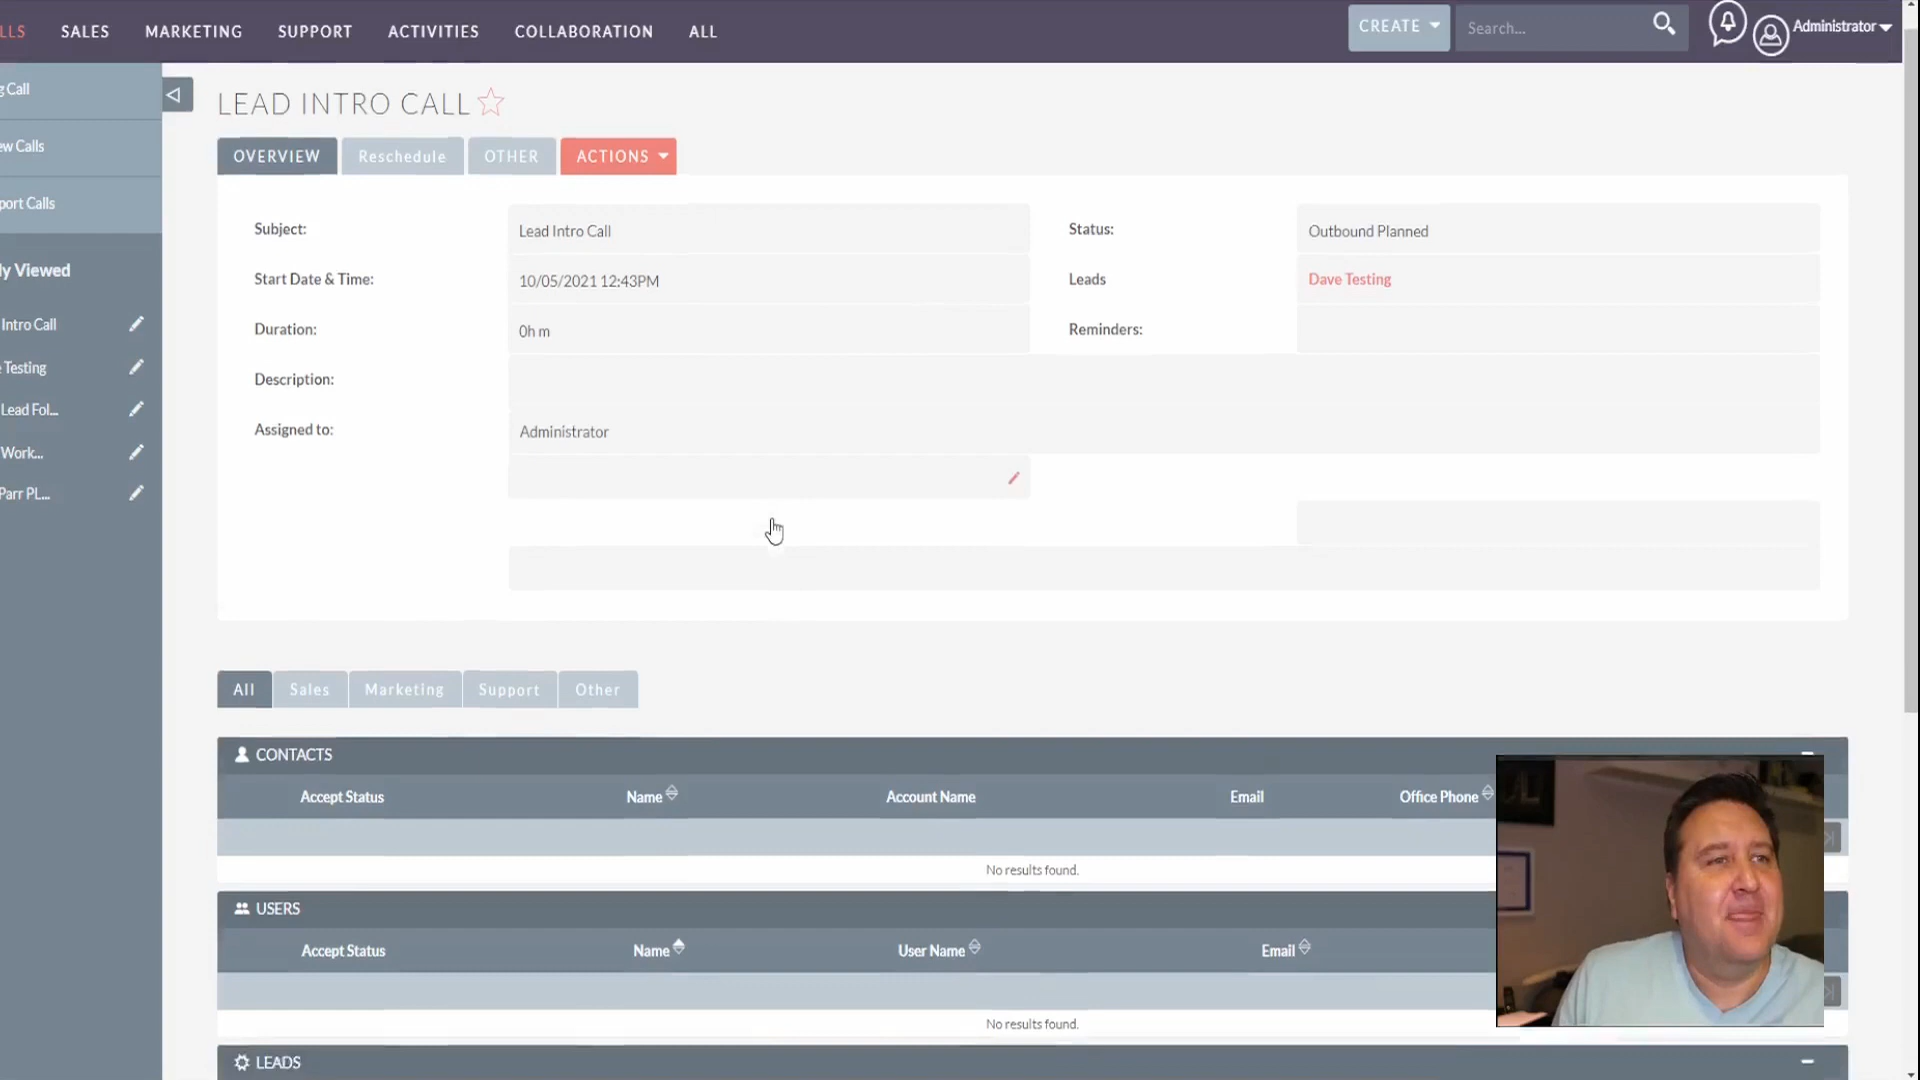 LLS SALES MARKETING SUPPORT ACTIVITIES COLLABORATION ALL CREATE Search... Administrator
g Call
ew Calls
port Calls
ly Viewed
Intro Call
e Testing
Lead Fol...
Work...
Parr PL...
LEAD INTRO CALL
OVERVIEW Reschedule OTHER ACTIONS
Subject: Lead Intro Call Status: Outbound Planned
Start Date & Time: 10/05/2021 12:43PM Leads Dave Testing
Duration: 0h m Reminders:
Description:
Assigned to: Administrator
All Sales Marketing Support Other
CONTACTS
Accept Status Name Account Name Email Office Phone
No results found.
USERS
Accept Status Name User Name Email
No results found.
LEADS